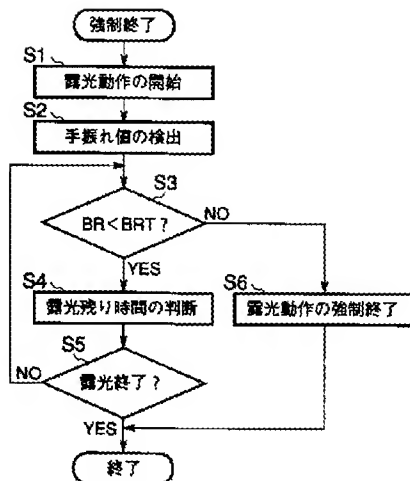 強制終了
S1
露光動作の開始
S2
手振れ値の検出
S3
BR<BRT?
NO
YES
S4
露光残り時間の判断
S6
露光動作の強制終了
S5
露光終了?
NO
YES
終了